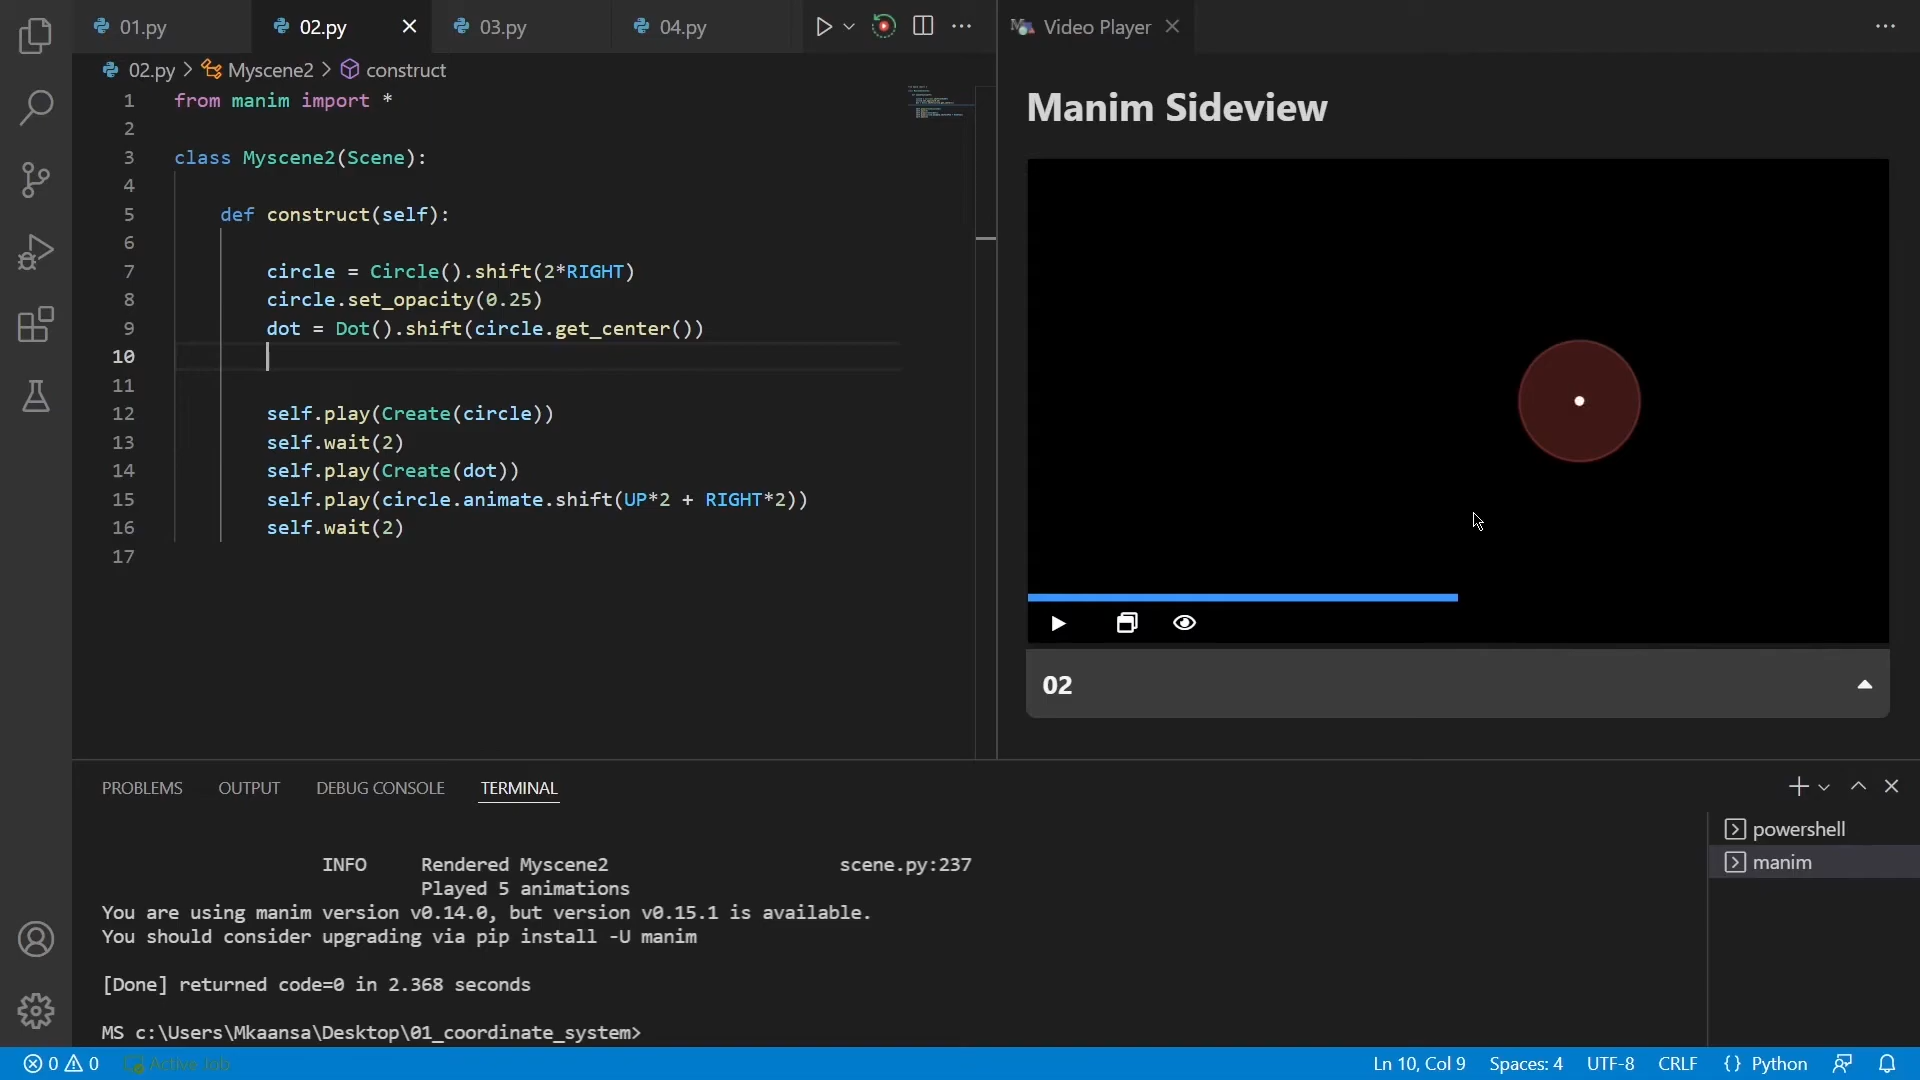 01.py
02.py
03.py
04.py
Video Player
02.py > Myscene2 > construct
1 from manim import *
2
3 class Myscene2(Scene):
4
5 def construct(self):
6
7 circle = Circle().shift(2*RIGHT)
8 circle.set_opacity(0.25)
9 dot = Dot().shift(circle.get_center())
10
11
12 self.play(Create(circle))
13 self.wait(2)
14 self.play(Create(dot))
15 self.play(circle.animate.shift(UP*2 + RIGHT*2))
16 self.wait(2)
17
Manim Sideview
02
PROBLEMS OUTPUT DEBUG CONSOLE TERMINAL
INFO Rendered Myscene2 scene.py:237
Played 5 animations
You are using manim version v0.14.0, but version v0.15.1 is available.
You should consider upgrading via pip install -U manim
[Done] returned code=0 in 2.368 seconds
MS c:\Users\Mkaansa\Desktop\01_coordinate_system>
powershell
manim
0 0 Active Job Ln 10, Col 9 Spaces: 4 UTF-8 CRLF {} Python